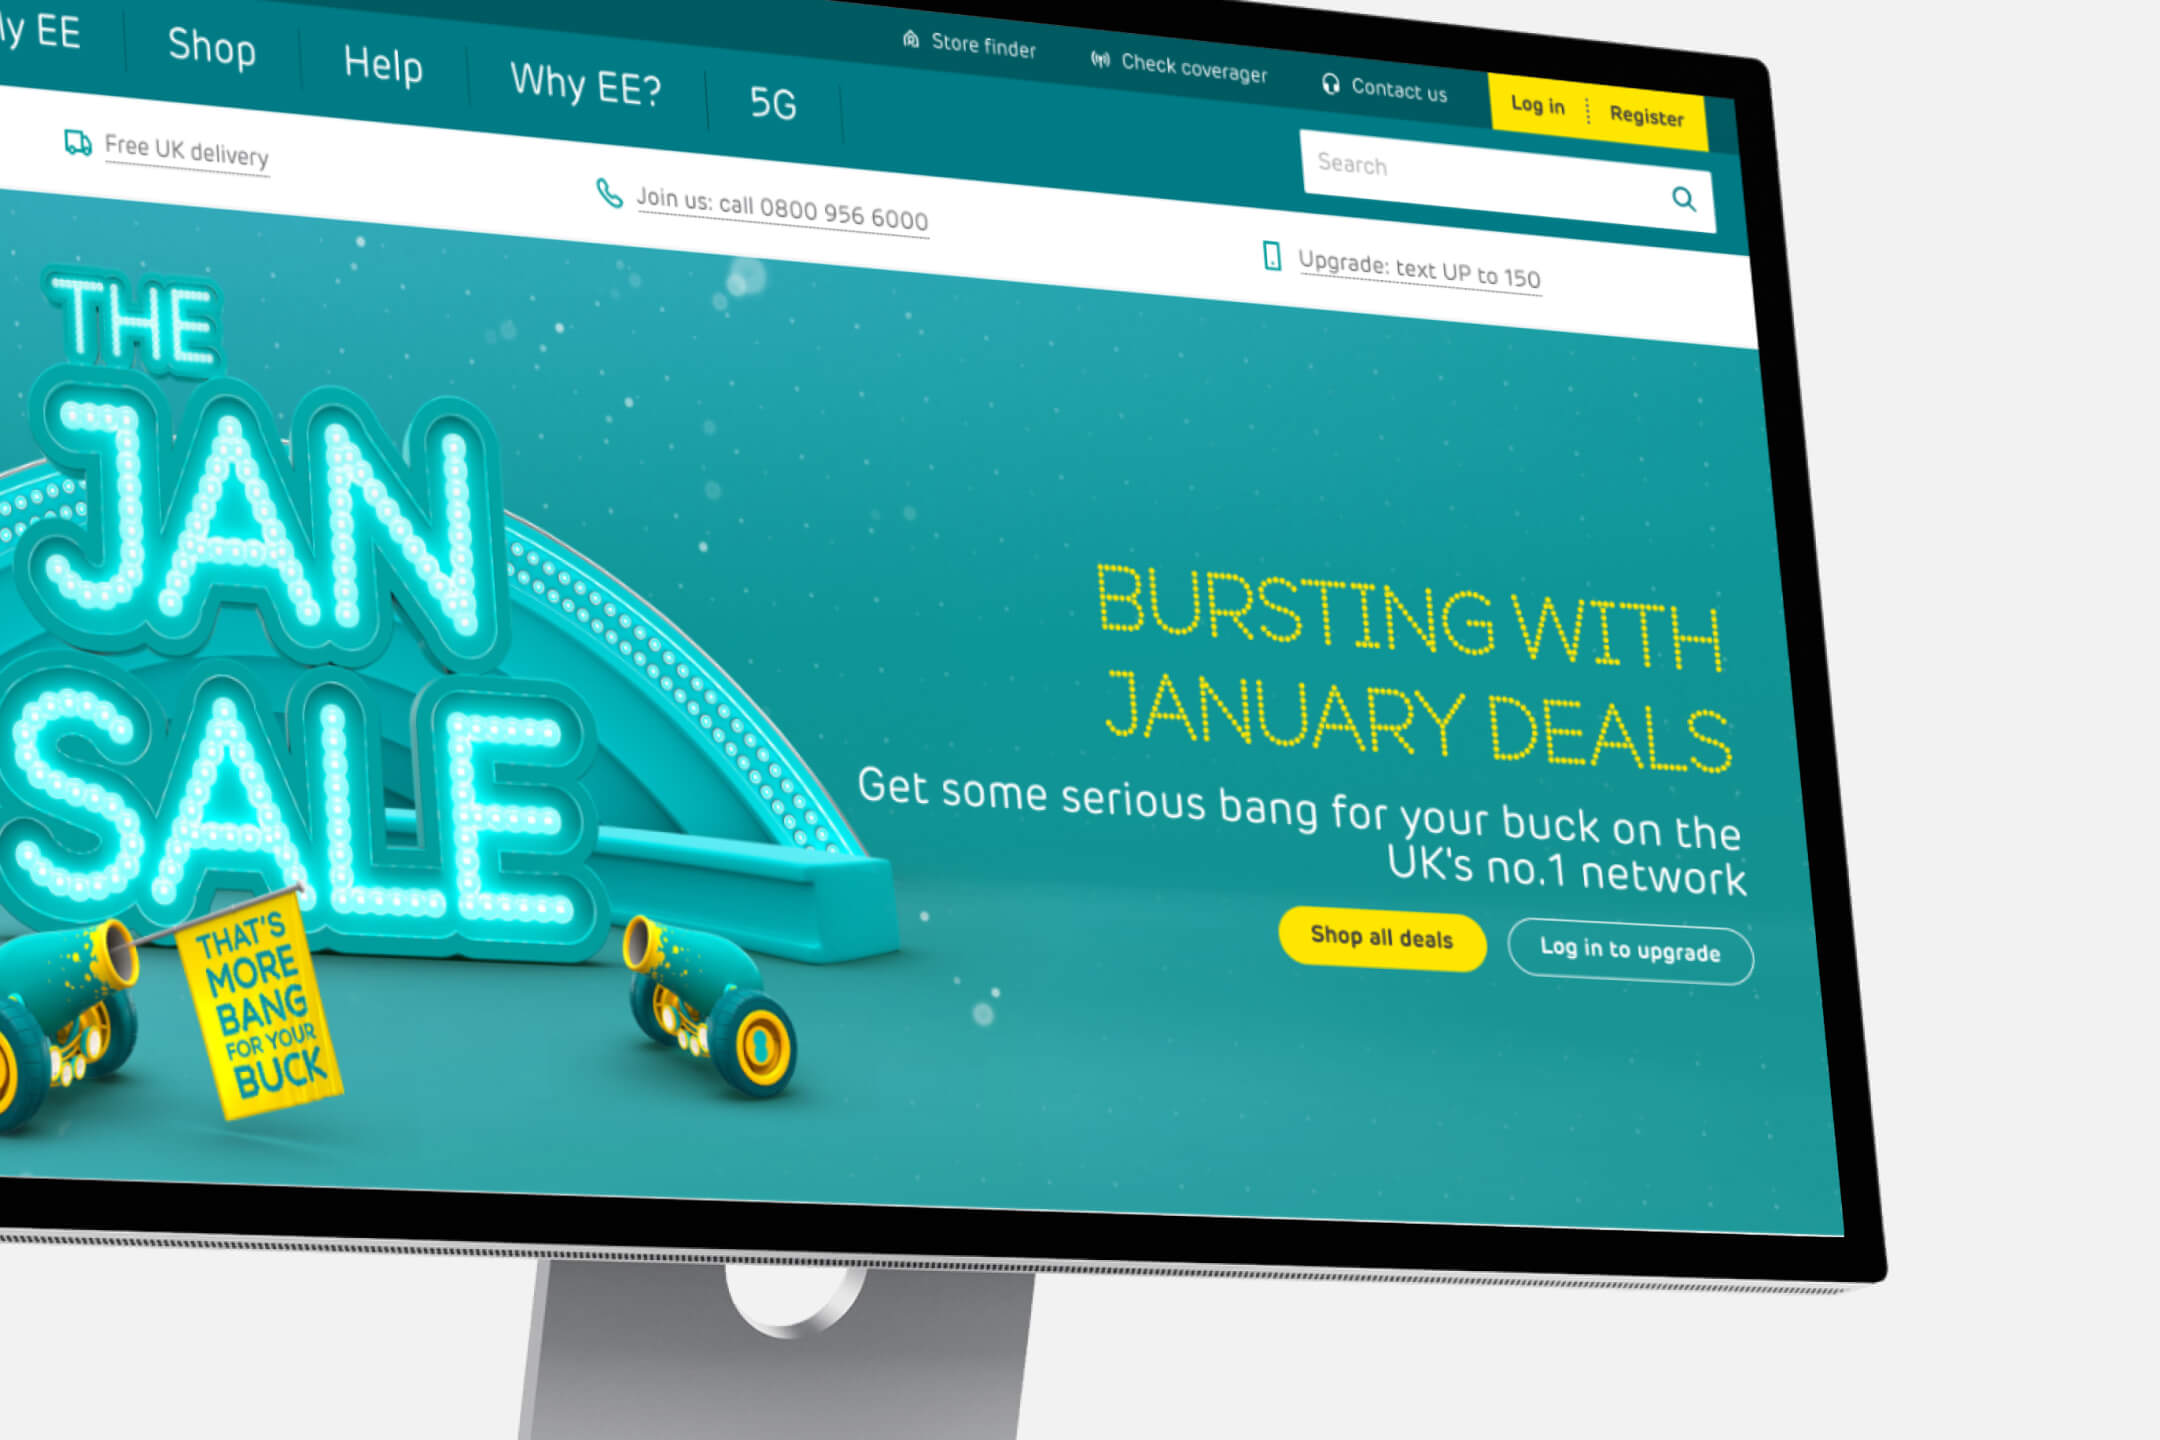 EE
Shop
Help
Why EE?
5G
Store finder
Check coverager
Contact us
Log in
Register
Search
Free UK delivery
Join us: call 0800 956 6000
Upgrade: text UP to 150
THE
JAN
SALE
THAT'S
MORE
BANG
FOR YOUR
BUCK
BURSTING WITH
JANUARY DEALS
Get some serious bang for your buck on the
UK's no.1 network
Shop all deals
Log in to upgrade